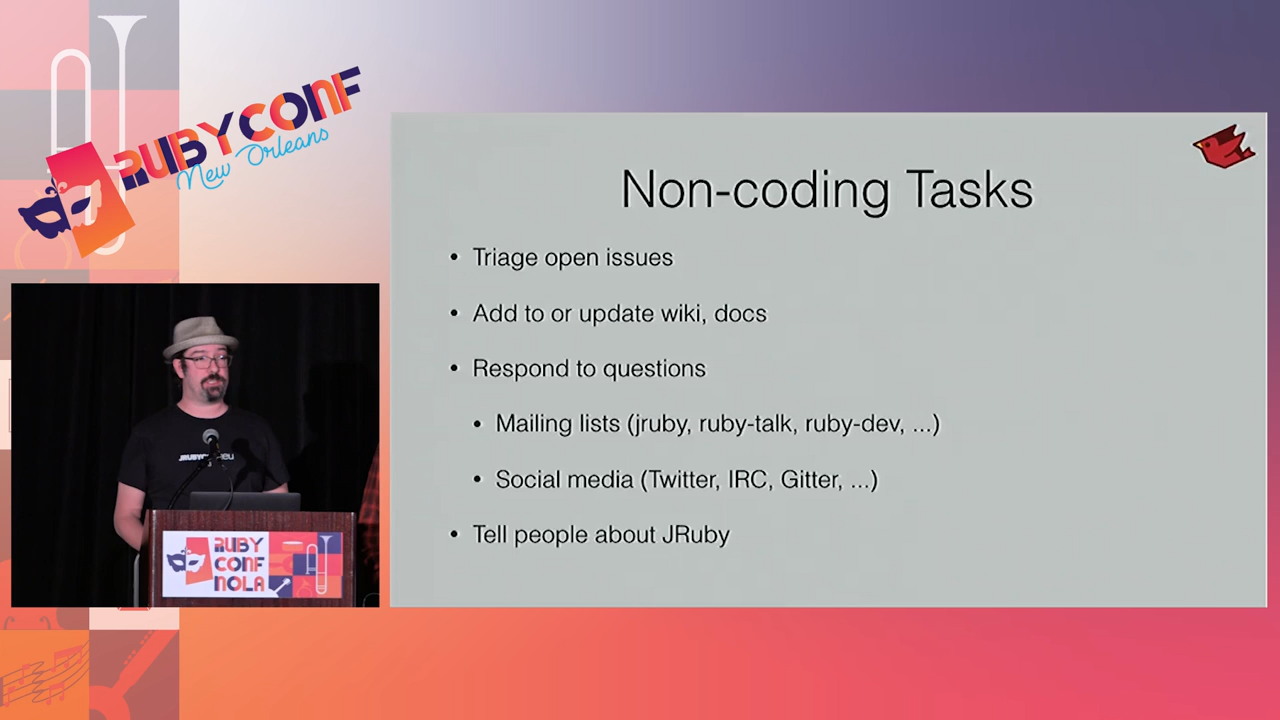 RUBYCONF
New Orleans
Non-coding Tasks
• Triage open issues
• Add to or update wiki, docs
• Respond to questions
• Mailing lists (jruby, ruby-talk, ruby-dev, ...)
• Social media (Twitter, IRC, Gitter, ...)
• Tell people about JRuby
RUBY
CONF
NOLA